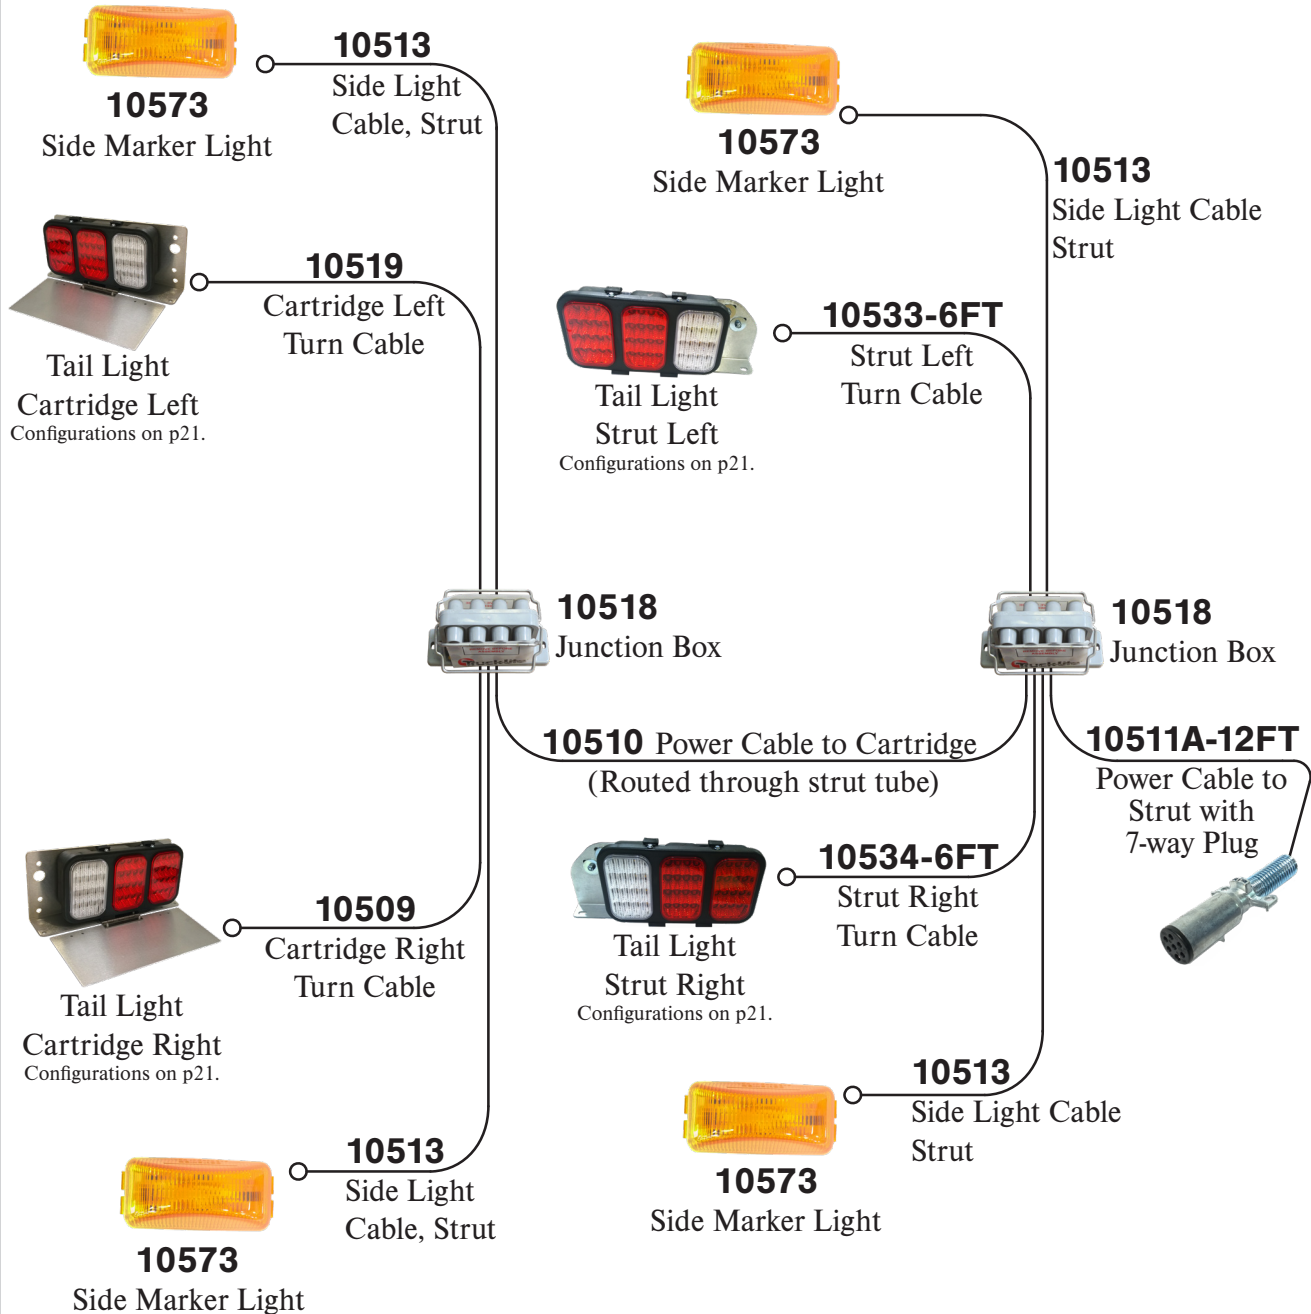 10513
Side Light
Cable, Strut
10573
Side Marker Light
10573
Side Marker Light
10513
Side Light Cable
Strut
10519
Cartridge Left
Turn Cable
Tail Light
Cartridge Left
Configurations on p21.
10533-6FT
Strut Left
Turn Cable
Tail Light
Strut Left
Configurations on p21.
10518
Junction Box
10518
Junction Box
10510 Power Cable to Cartridge
(Routed through strut tube)
10511A-12FT
Power Cable to
Strut with
7-way Plug
10509
Cartridge Right
Turn Cable
Tail Light
Cartridge Right
Configurations on p21.
10534-6FT
Strut Right
Turn Cable
Tail Light
Strut Right
Configurations on p21.
10513
Side Light
Cable, Strut
10573
Side Marker Light
10513
Side Light Cable
Strut
10573
Side Marker Light